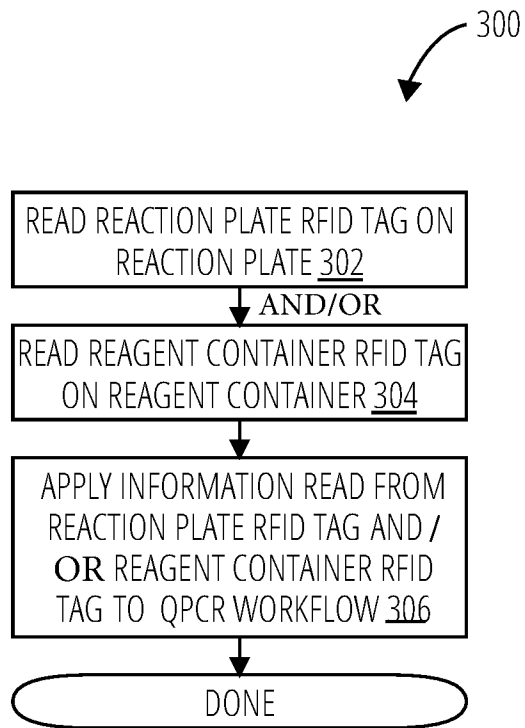 300
READ REACTION PLATE RFID TAG ON
REACTION PLATE 302
AND/OR
READ REAGENT CONTAINER RFID TAG
ON REAGENT CONTAINER 304
APPLY INFORMATION READ FROM
REACTION PLATE RFID TAG AND /
OR REAGENT CONTAINER RFID
TAG TO QPCR WORKFLOW 306
DONE